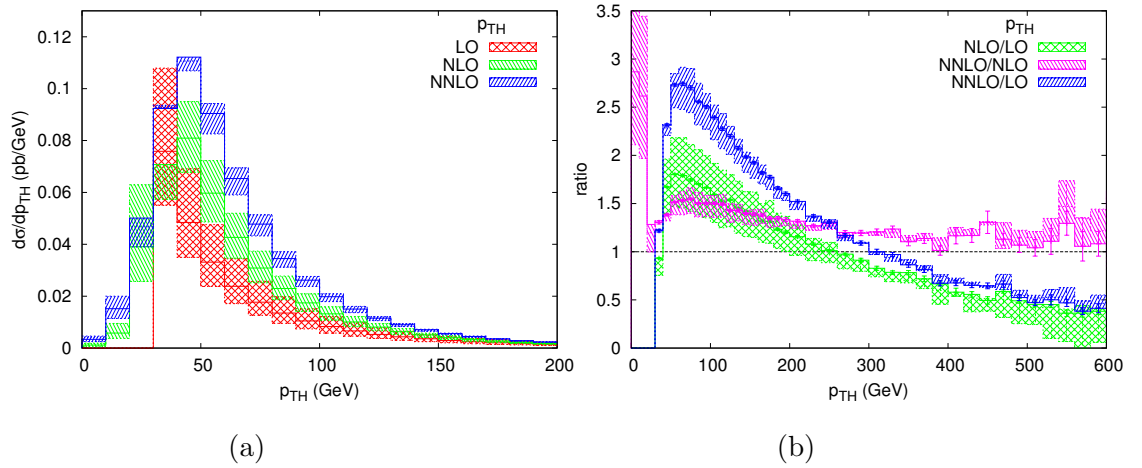 p_TH
LO
NLO
NNLO
dσ/dp_TH (pb/GeV)
0.12
0.1
0.08
0.06
0.04
0.02
0
0 50 100 150 200
p_TH (GeV)
(a)
p_TH
NLO/LO
NNLO/NLO
NNLO/LO
ratio
3.5
3
2.5
2
1.5
1
0.5
0
0 100 200 300 400 500 600
p_TH (GeV)
(b)